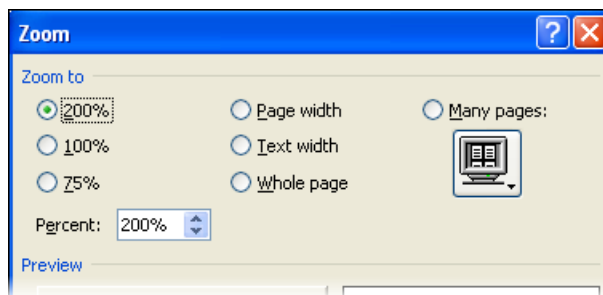 Zoom
Zoom to
200%
Page width
Many pages:
100%
Text width
75%
Whole page
Percent: 200%
Preview